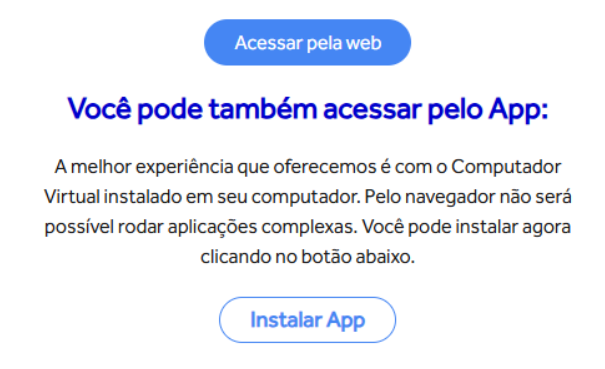 Acessar pela web
Você pode também acessar pelo App:
A melhor experiência que oferecemos é com o Computador
Virtual instalado em seu computador. Pelo navegador não será
possível rodar aplicações complexas. Você pode instalar agora
clicando no botão abaixo.
Instalar App